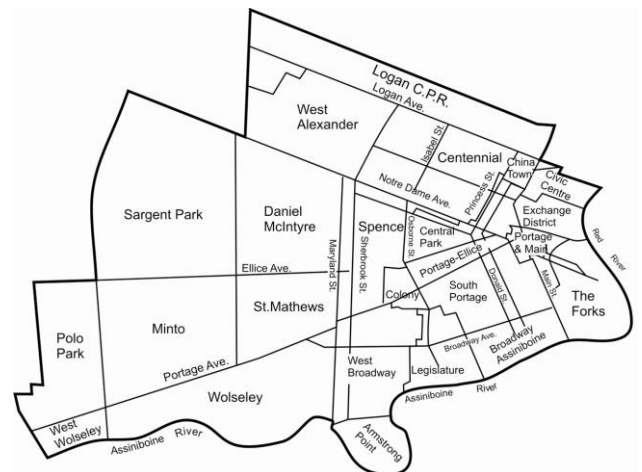 Logan C.P.R.
Logan Ave.
West
Alexander
Isabel St.
Centennial
China
Town
Civic
Centre
Notre Dame Ave.
Princess St.
Exchange
District
Sargent Park
Daniel
McIntyre
Maryland St.
Sherbrook St.
Spence
Osborne St.
Central
Park
Portage
& Main
Red
River
Portage-Ellice
Ellice Ave.
Colony
South
Portage
Donald St.
Main St.
The
Forks
Polo
Park
Minto
St.Mathews
Portage Ave.
Broadway Ave.
Broadway
Assiniboine
West
Broadway
Legislature
Wolseley
West
Wolseley
Assiniboine River
Assiniboine River
Armstrong
Point